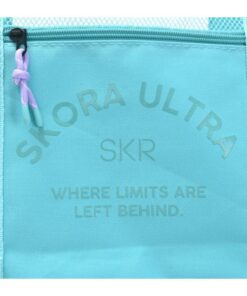 SKORA ULTRA
SKR
WHERE LIMITS ARE
LEFT BEHIND.